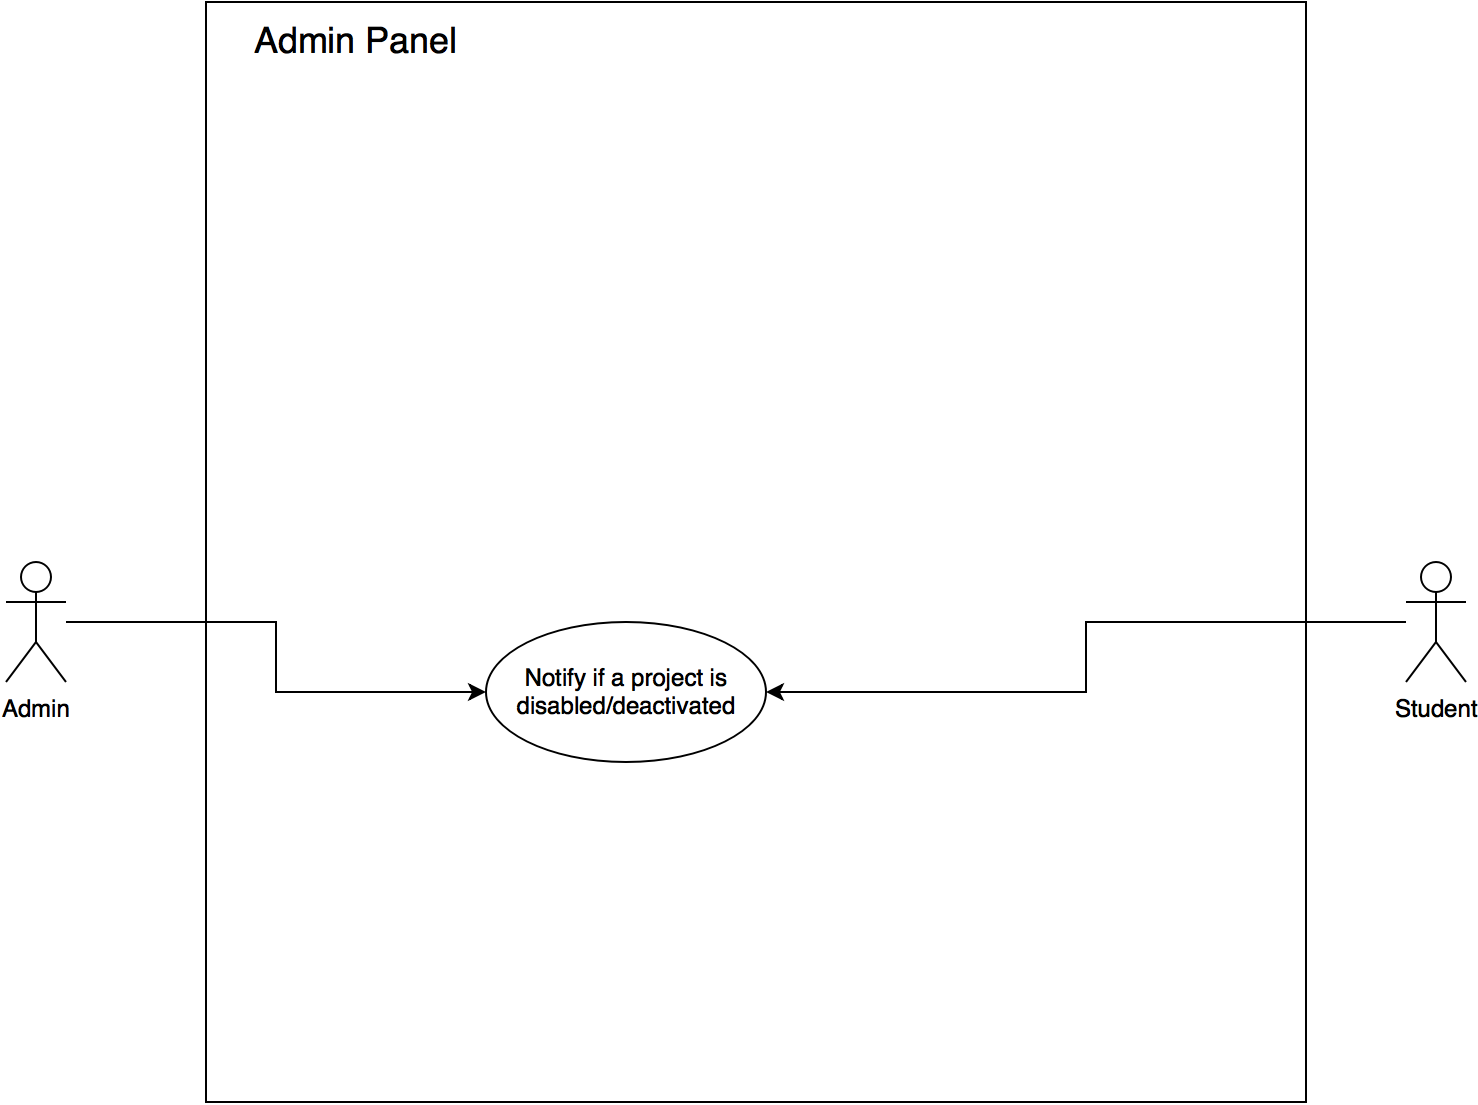 Admin Panel
Notify if a project is
disabled/deactivated
Admin
Student